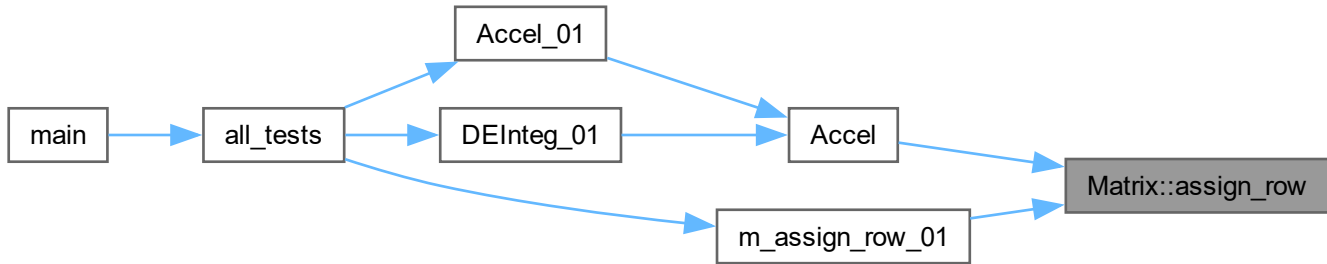 Accel_01
main
all_tests
DEInteg_01
Accel
Matrix::assign_row
m_assign_row_01